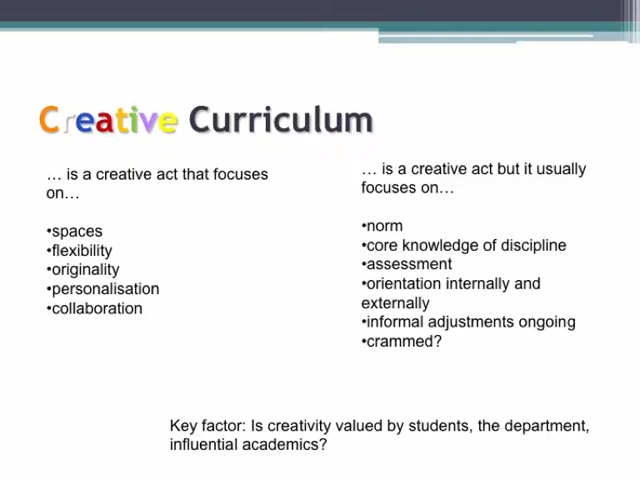 Creative Curriculum
… is a creative act that focuses
on…
•spaces
•flexibility
•originality
•personalisation
•collaboration
… is a creative act but it usually
focuses on…
•norm
•core knowledge of discipline
•assessment
•orientation internally and
externally
•informal adjustments ongoing
•crammed?
Key factor: Is creativity valued by students, the department,
influential academics?